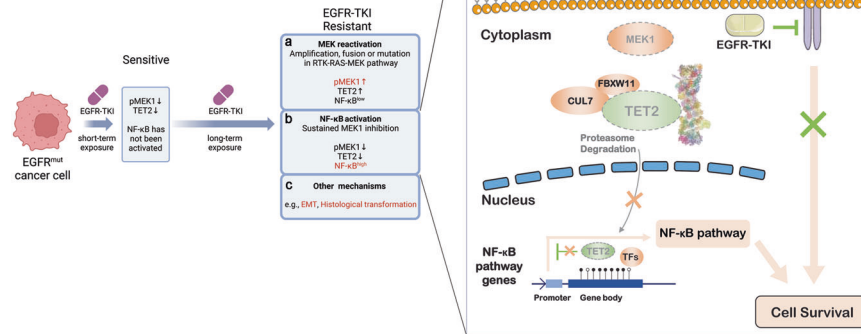 EGFR-TKI
Resistant
Sensitive
EGFRᵐᵘᵗ
cancer cell
EGFR-TKI
short-term
exposure
pMEK1↓
TET2↓
NF-κB has
not been
activated
EGFR-TKI
long-term
exposure
a MEK reactivation
Amplification, fusion or mutation
in RTK-RAS-MEK pathway
pMEK1↑
TET2↑
NF-κBˡᵒʷ
b NF-κB activation
Sustained MEK1 inhibition
pMEK1↓
TET2↓
NF-κBʰⁱᵍʰ
c Other mechanisms
e.g., EMT, Histological transformation
Cytoplasm
MEK1
EGFR-TKI
FBXW11
CUL7
TET2
Proteasome
Degradation
Nucleus
NF-κB
pathway
genes
TET2
TFs
Promoter
Gene body
NF-κB pathway
Cell Survival